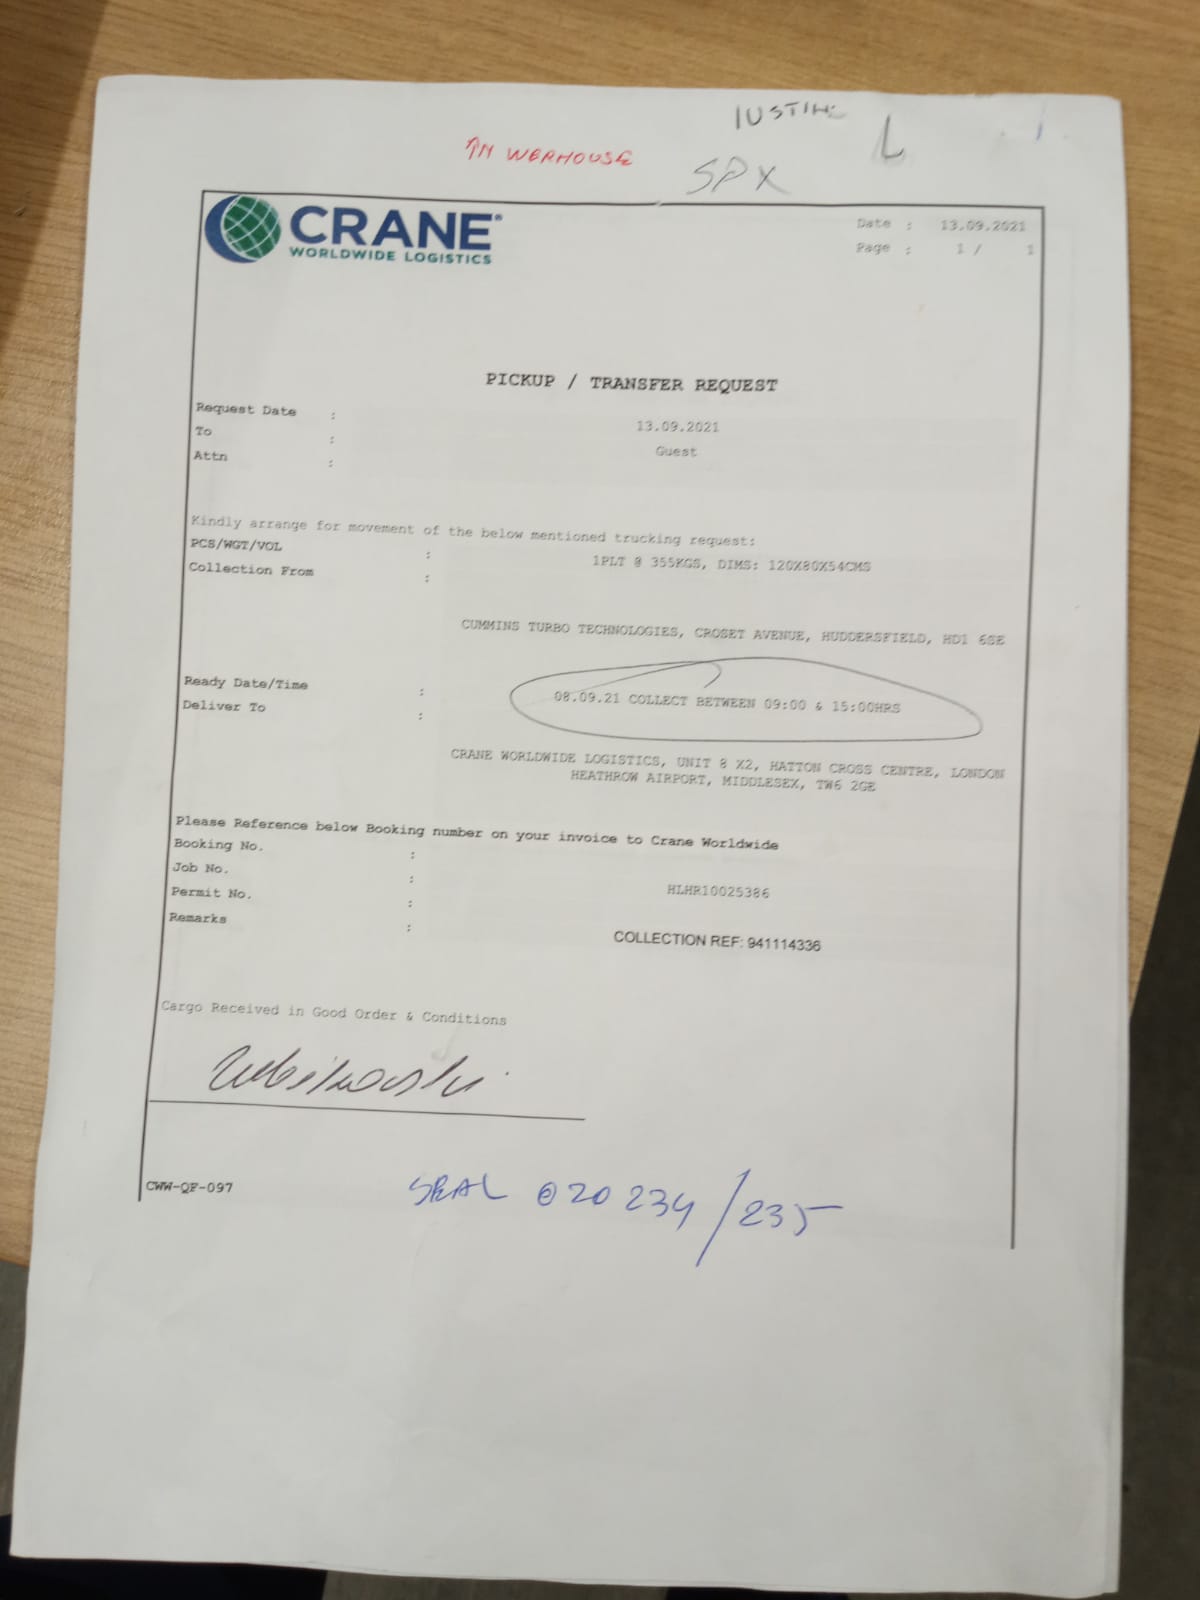 IUSTIN
L
IN WERHOUSE
SPX
CRANE®
WORLDWIDE LOGISTICS
Date : 13.09.2021
Page : 1 / 1
PICKUP / TRANSFER REQUEST
Request Date : 13.09.2021
To : Guest
Attn :
Kindly arrange for movement of the below mentioned trucking request:
PCS/WGT/VOL : 1PLT @ 355KGS, DIMS: 120X80X54CMS
Collection From :
CUMMINS TURBO TECHNOLOGIES, CROSET AVENUE, HUDDERSFIELD, HD1 6SE
Ready Date/Time : 08.09.21 COLLECT BETWEEN 09:00 & 15:00HRS
Deliver To :
CRANE WORLDWIDE LOGISTICS, UNIT 8 X2, HATTON CROSS CENTRE, LONDON
HEATHROW AIRPORT, MIDDLESEX, TW6 2GE
Please Reference below Booking number on your invoice to Crane Worldwide
Booking No. :
Job No. : HLHR10025386
Permit No. :
Remarks : COLLECTION REF: 941114336
Cargo Received in Good Order & Conditions
CWW-QF-097
SEAL 020234/235